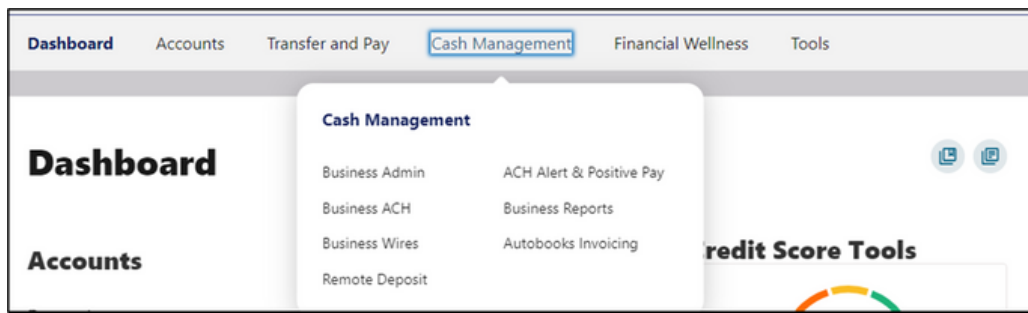 Dashboard Accounts Transfer and Pay Cash Management Financial Wellness Tools
Cash Management
Business Admin ACH Alert & Positive Pay
Business ACH Business Reports
Business Wires Autobooks Invoicing
Remote Deposit
Dashboard
Accounts
redit Score Tools